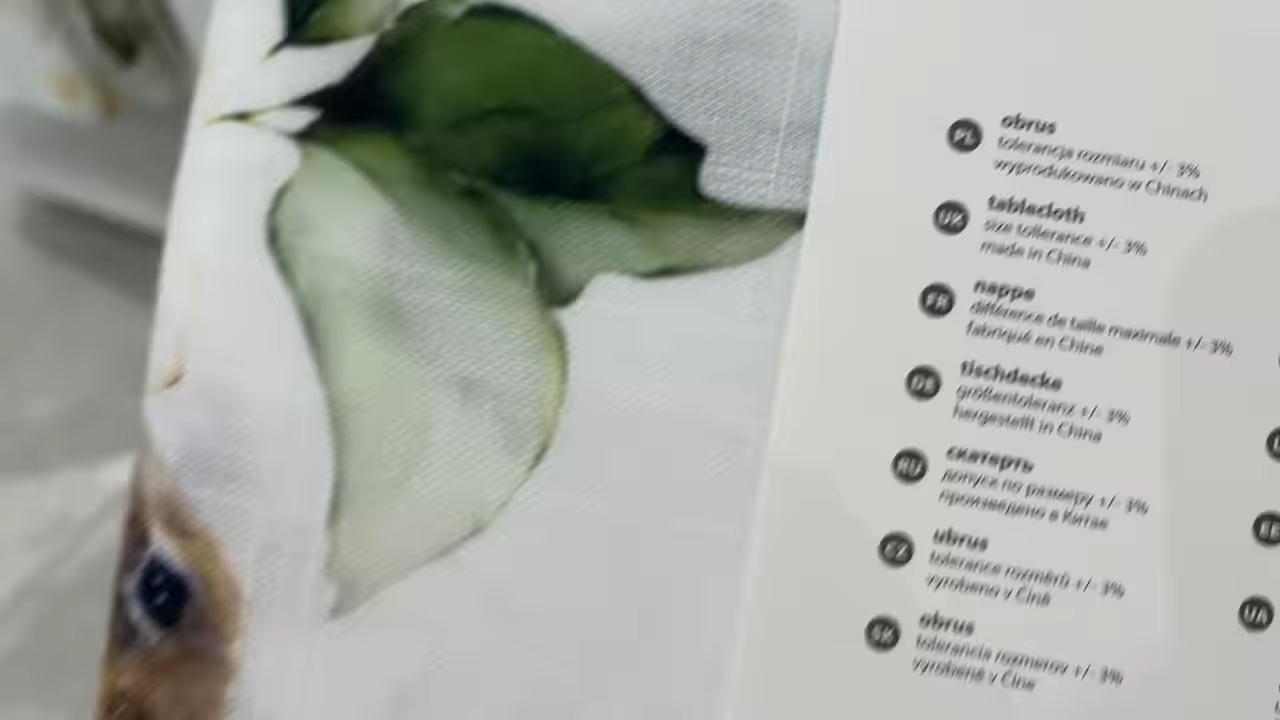 PL
obrus
tolerancja rozmiaru +/- 3%
wyprodukowano w Chinach
UK
tablecloth
size tollerance +/- 3%
made in China
FR
nappe
différence de taille maximale +/- 3%
fabriqué en Chine
DE
tischdecke
größentoleranz +/- 3%
hergestellt in China
RU
скатерть
допуск по размеру +/- 3%
произведено в Китае
CZ
ubrus
tolerance rozměrů +/- 3%
vyrobeno v Číně
SK
obrus
tolerancia rozmerov +/- 3%
vyrobené v Číne
EE
UA